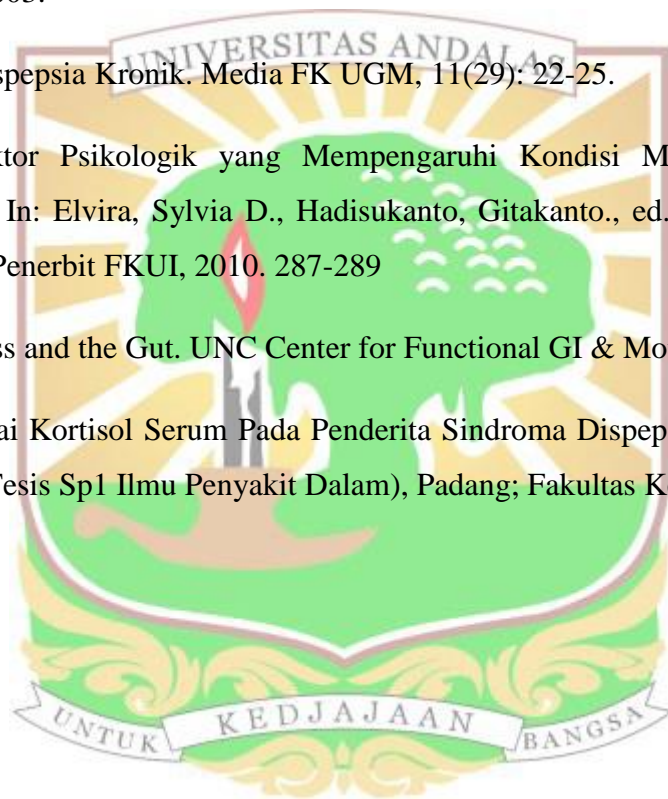 UNIVERSITAS ANDALAS
spepsia Kronik. Media FK UGM, 11(29): 22-25.
ktor Psikologik yang Mempengaruhi Kondisi M
In: Elvira, Sylvia D., Hadisukanto, Gitakanto., ed.
Penerbit FKUI, 2010. 287-289
ss and the Gut. UNC Center for Functional GI & Mo
ai Kortisol Serum Pada Penderita Sindroma Dispep
Tesis Sp1 Ilmu Penyakit Dalam), Padang; Fakultas K
UNTUK KEDJAJAAN BANGSA